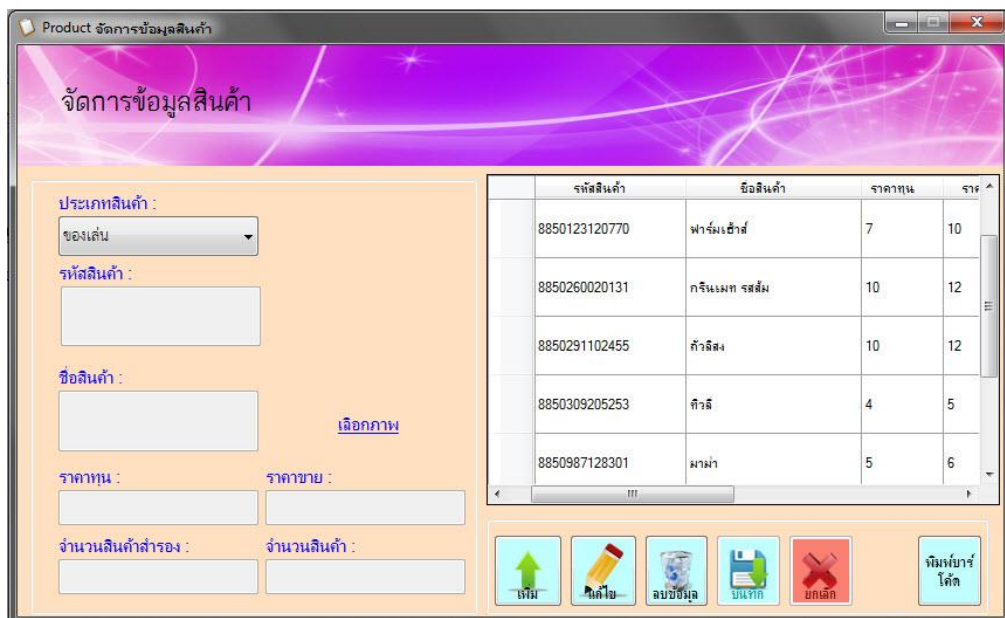 Product จัดการข้อมูลสินค้า
จัดการข้อมูลสินค้า
ประเภทสินค้า :
ของเล่น
รหัสสินค้า :
ชื่อสินค้า :
เลือกภาพ
ราคาทุน : ราคาขาย :
จำนวนสินค้าสำรอง : จำนวนสินค้า :
รหัสสินค้า ชื่อสินค้า ราคาทุน
8850123120770 ฟาร์มเฮ้าส์ 7 10
8850260020131 กรีนเมท รสส้ม 10 12
8850291102455 ถั่วลิสง 10 12
8850309205253 ทิวลี่ 4 5
8850987128301 มาม่า 5 6
เพิ่ม แก้ไข ลบข้อมูล บันทึก ยกเลิก
พิมพ์บาร์
โค้ด